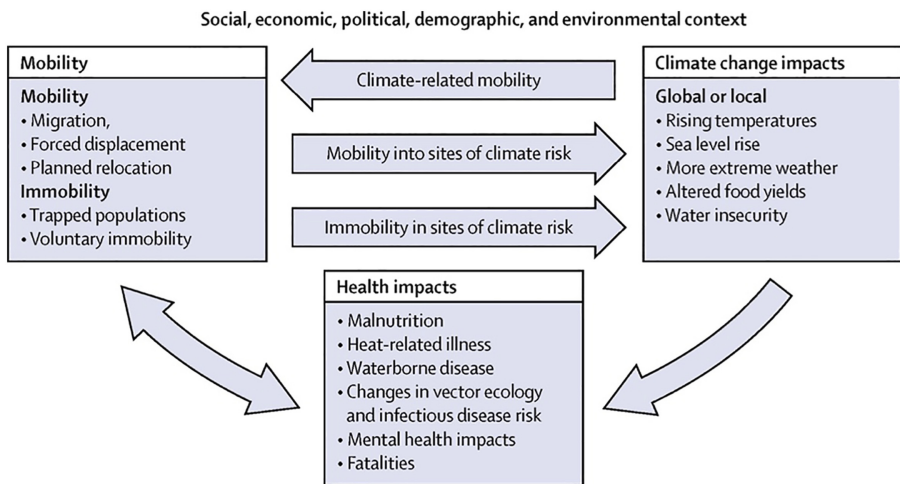 Social, economic, political, demographic, and environmental context
Mobility
Mobility
• Migration,
• Forced displacement
• Planned relocation
Immobility
• Trapped populations
• Voluntary immobility
Climate-related mobility
Mobility into sites of climate risk
Immobility in sites of climate risk
Climate change impacts
Global or local
• Rising temperatures
• Sea level rise
• More extreme weather
• Altered food yields
• Water insecurity
Health impacts
• Malnutrition
• Heat-related illness
• Waterborne disease
• Changes in vector ecology
and infectious disease risk
• Mental health impacts
• Fatalities